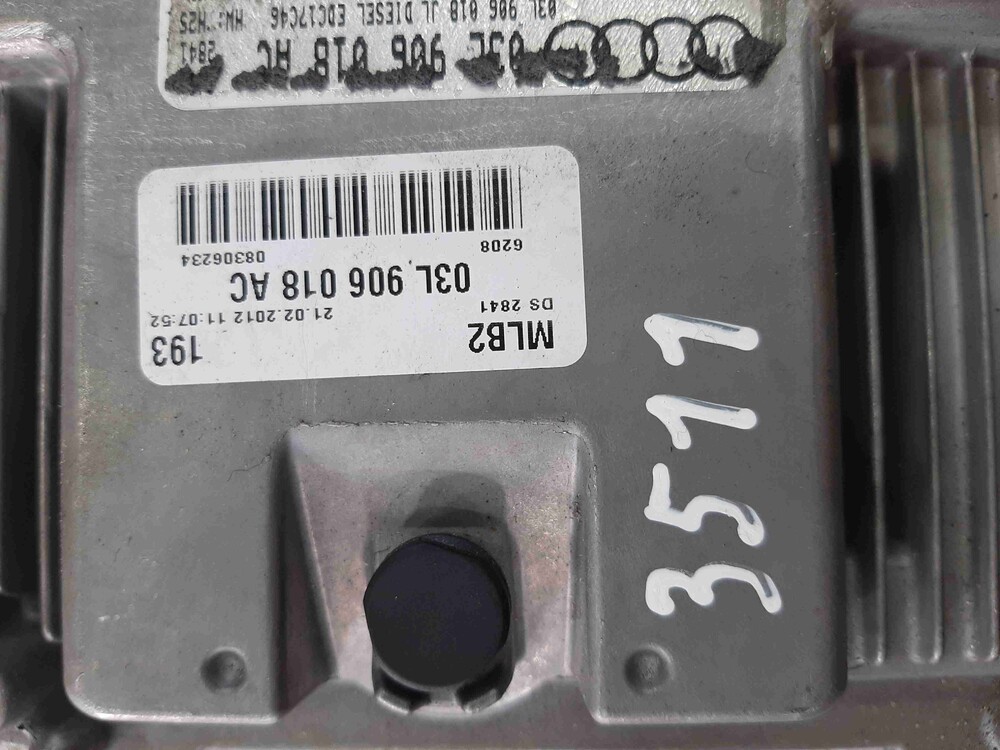 MLB2 193
DS 2841 21.02.2012 11:07:52
03L 906 018 AC
6208 08306234
03L 906 018 AC 2841
03L 906 018 JL DIESEL EDC17C46 HW: H25
3511